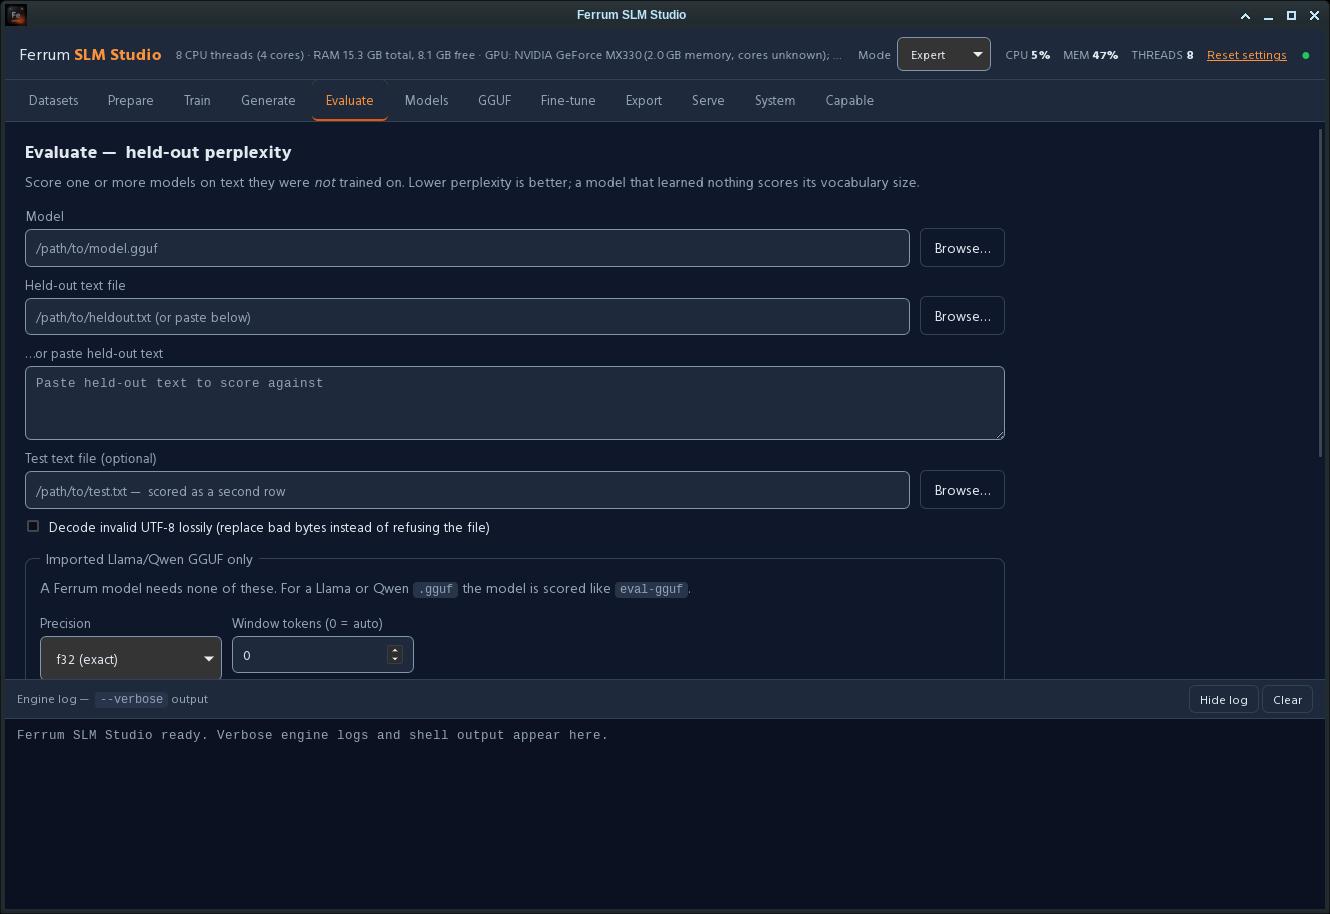 Ferrum SLM Studio
Fe
Ferrum SLM Studio
8 CPU threads (4 cores) · RAM 15.3 GB total, 8.1 GB free · GPU: NVIDIA GeForce MX330 (2.0 GB memory, cores unknown); ...
Mode
Expert
CPU 5%
MEM 47%
THREADS 8
Reset settings
Datasets
Prepare
Train
Generate
Evaluate
Models
GGUF
Fine-tune
Export
Serve
System
Capable
Evaluate — held-out perplexity
Score one or more models on text they were not trained on. Lower perplexity is better; a model that learned nothing scores its vocabulary size.
Model
/path/to/model.gguf
Browse...
Held-out text file
/path/to/heldout.txt (or paste below)
Browse...
...or paste held-out text
Paste held-out text to score against
Test text file (optional)
/path/to/test.txt — scored as a second row
Browse...
Decode invalid UTF-8 lossily (replace bad bytes instead of refusing the file)
Imported Llama/Qwen GGUF only
A Ferrum model needs none of these. For a Llama or Qwen .gguf the model is scored like eval-gguf.
Precision
Window tokens (0 = auto)
f32 (exact)
0
Engine log — --verbose output
Hide log
Clear
Ferrum SLM Studio ready. Verbose engine logs and shell output appear here.